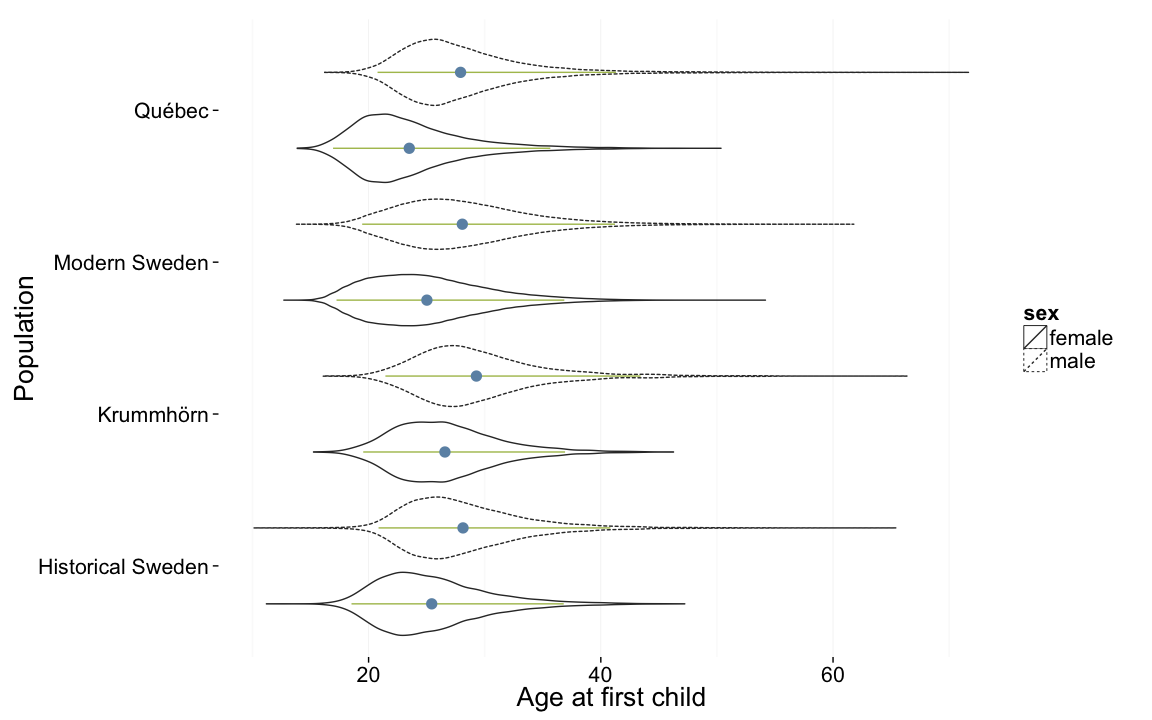 Québec
Modern Sweden
Krummhörn
Historical Sweden
Population
20 40 60
Age at first child
sex
female
male